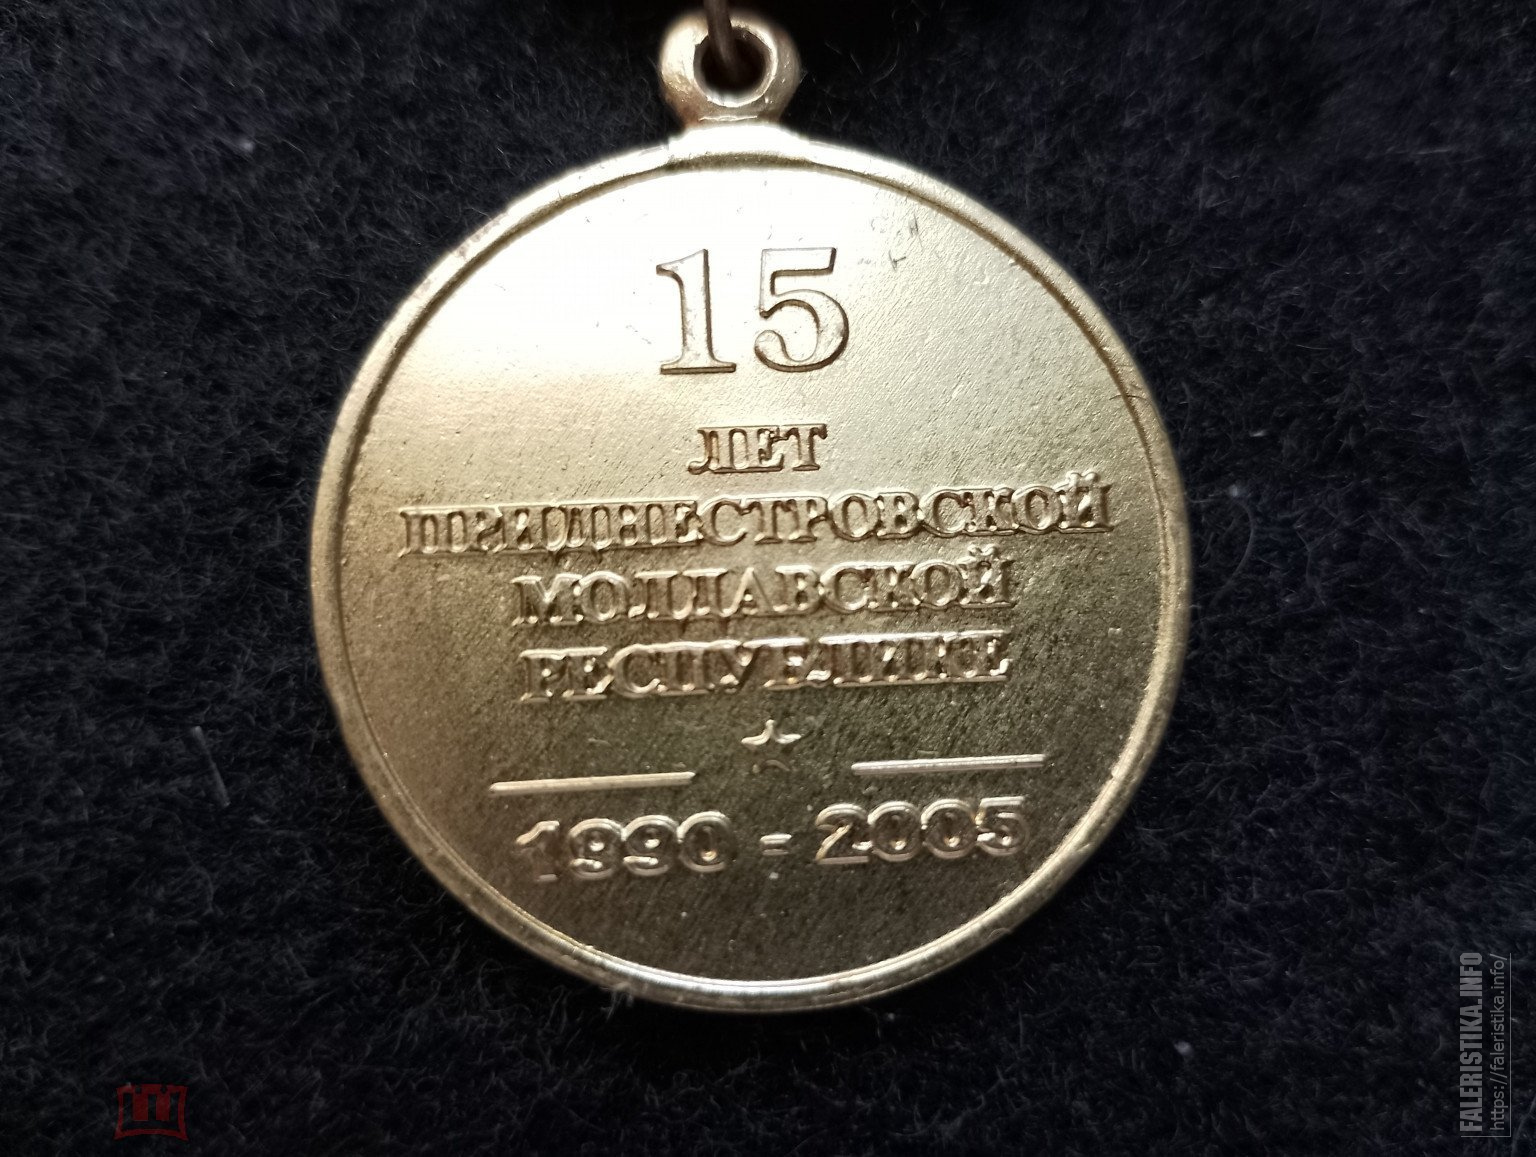 15
ЛЕТ
ПРИДНЕСТРОВСКОЙ
МОЛДАВСКОЙ
РЕСПУБЛИКЕ
1990 - 2005
FALERISTIKA.INFO
https://faleristika.info/